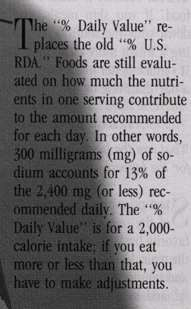 The “% Daily Value” re-
places the old “% U.S.
RDA.” Foods are still evalu-
ated on how much the nutri-
ents in one serving contribute
to the amount recommended
for each day. In other words,
300 milligrams (mg) of so-
dium accounts for 13% of
the 2,400 mg (or less) rec-
ommended daily. The “%
Daily Value” is for a 2,000-
calorie intake; if you eat
more or less than that, you
have to make adjustments.